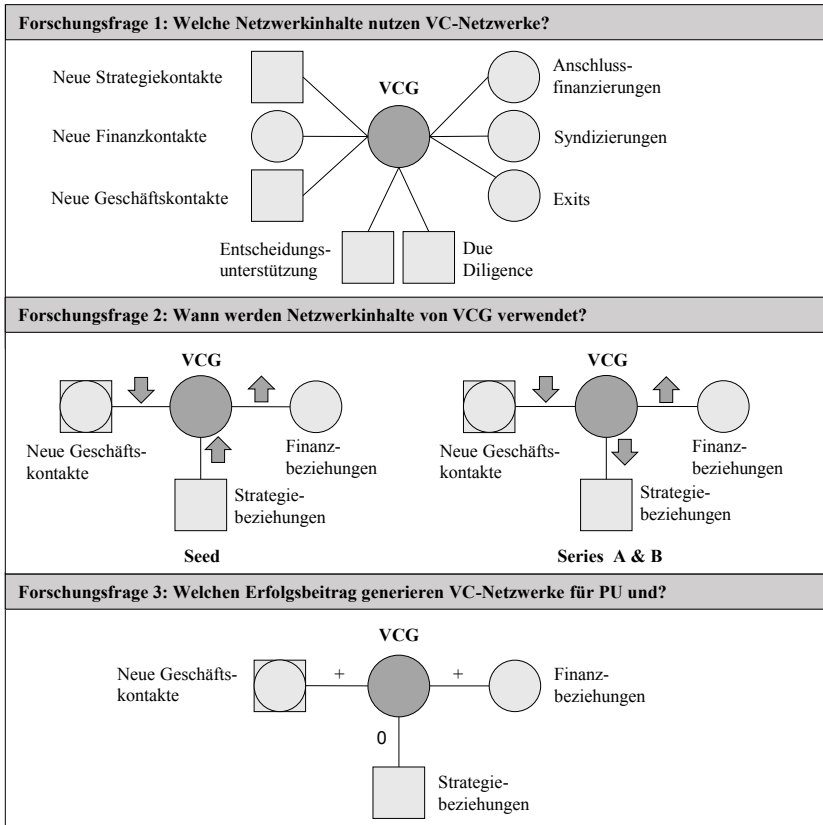 Forschungsfrage 1: Welche Netzwerkinhalte nutzen VC-Netzwerke?
Neue Strategiekontakte
Neue Finanzkontakte
Neue Geschäftskontakte
VCG
Anschluss-
finanzierungen
Syndizierungen
Exits
Entscheidungs-
unterstützung
Due
Diligence
Forschungsfrage 2: Wann werden Netzwerkinhalte von VCG verwendet?
VCG
Neue Geschäfts-
kontakte
Finanz-
beziehungen
Strategie-
beziehungen
Seed
VCG
Neue Geschäfts-
kontakte
Finanz-
beziehungen
Strategie-
beziehungen
Series A & B
Forschungsfrage 3: Welchen Erfolgsbeitrag generieren VC-Netzwerke für PU und?
VCG
Neue Geschäfts-
kontakte
+
+
Finanz-
beziehungen
0
Strategie-
beziehungen